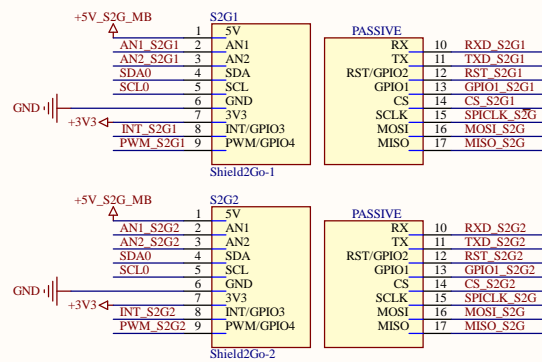 +5V_S2G_MB S2G1 PASSIVE
1 5V
AN1_S2G1 2 AN1 RX 10 RXD_S2G1
AN2_S2G1 3 AN2 TX 11 TXD_S2G1
SDA0 4 SDA RST/GPIO2 12 RST_S2G1
SCL0 5 SCL GPIO1 13 GPIO1_S2G1
GND 6 GND CS 14 CS_S2G1
+3V3 7 3V3 SCLK 15 SPICLK_S2G
INT_S2G1 8 INT/GPIO3 MOSI 16 MOSI_S2G
PWM_S2G1 9 PWM/GPIO4 MISO 17 MISO_S2G
Shield2Go-1
+5V_S2G_MB S2G2 PASSIVE
1 5V
AN1_S2G2 2 AN1 RX 10 RXD_S2G2
AN2_S2G2 3 AN2 TX 11 TXD_S2G2
SDA0 4 SDA RST/GPIO2 12 RST_S2G2
SCL0 5 SCL GPIO1 13 GPIO1_S2G2
GND 6 GND CS 14 CS_S2G2
+3V3 7 3V3 SCLK 15 SPICLK_S2G
INT_S2G2 8 INT/GPIO3 MOSI 16 MOSI_S2G
PWM_S2G2 9 PWM/GPIO4 MISO 17 MISO_S2G
Shield2Go-2